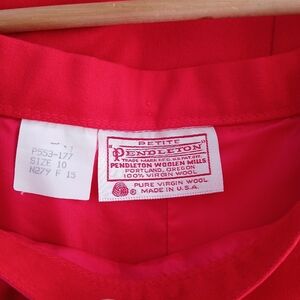 P553-177
SIZE 10
N279 F 15
PETITE
"PENDLETON"
TRADE MARK REG. U.S. PAT. OFF.
PENDLETON WOOLEN MILLS
PORTLAND, OREGON
100% VIRGIN WOOL
PURE VIRGIN WOOL
MADE IN U.S.A.